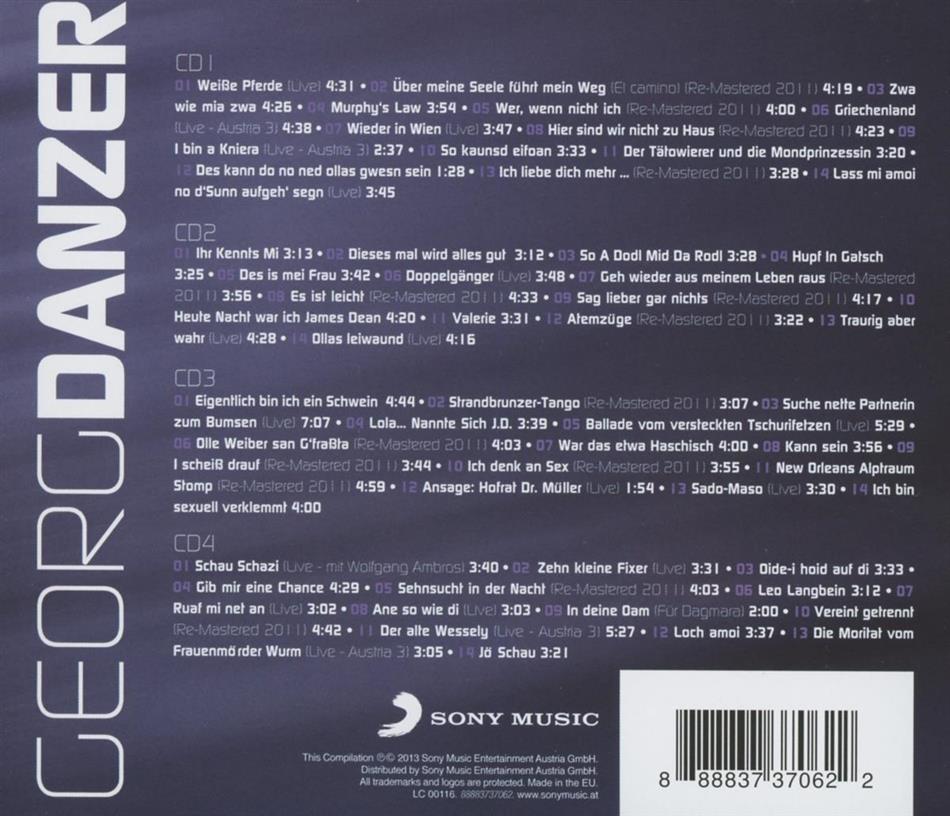 GEORG DANZER
CD1
01 Weiße Pferde (Live) 4:31 • 02 Über meine Seele führt mein Weg (El camino) (Re-Mastered 2011) 4:19 • 03 Zwa
wie mia zwa 4:26 • 04 Murphy's Law 3:54 • 05 Wer, wenn nicht ich (Re-Mastered 2011) 4:00 • 06 Griechenland
(Live - Austria 3) 4:38 • 07 Wieder in Wien (Live) 3:47 • 08 Hier sind wir nicht zu Haus (Re-Mastered 2011) 4:23 • 09
I bin a Kniera (Live - Austria 3) 2:37 • 10 So kaunsd eifoan 3:33 • 11 Der Tätowierer und die Mondprinzessin 3:20 •
12 Des kann do no ned ollas gwesn sein 1:28 • 13 Ich liebe dich mehr ... (Re-Mastered 2011) 3:28 • 14 Lass mi amoi
no d'Sunn aufgeh' segn (Live) 3:45
CD2
01 Ihr Kennts Mi 3:13 • 02 Dieses mal wird alles gut 3:12 • 03 So A Dodl Mid Da Rodl 3:28 • 04 Hupf In Gatsch
3:25 • 05 Des is mei Frau 3:42 • 06 Doppelgänger (Live) 3:48 • 07 Geh wieder aus meinem Leben raus (Re-Mastered
2011) 3:56 • 08 Es ist leicht (Re-Mastered 2011) 4:33 • 09 Sag lieber gar nichts (Re-Mastered 2011) 4:17 • 10
Heute Nacht war ich James Dean 4:20 • 11 Valerie 3:31 • 12 Atemzüge (Re-Mastered 2011) 3:22 • 13 Traurig aber
wahr (Live) 4:28 • 14 Ollas leiwaund (Live) 4:16
CD3
01 Eigentlich bin ich ein Schwein 4:44 • 02 Strandbrunzer-Tango (Re-Mastered 2011) 3:07 • 03 Suche nette Partnerin
zum Bumsen (Live) 7:07 • 04 Lola... Nannte Sich J.D. 3:39 • 05 Ballade vom versteckten Tschurifetzen (Live) 5:29 •
06 Olle Weiber san G'fraßta (Re-Mastered 2011) 4:03 • 07 War das etwa Haschisch 4:00 • 08 Kann sein 3:56 • 09
I scheiß drauf (Re-Mastered 2011) 3:44 • 10 Ich denk an Sex (Re-Mastered 2011) 3:55 • 11 New Orleans Alptraum
Stomp (Re-Mastered 2011) 4:59 • 12 Ansage: Hofrat Dr. Müller (Live) 1:54 • 13 Sado-Maso (Live) 3:30 • 14 Ich bin
sexuell verklemmt 4:00
CD4
01 Schau Schazi (Live - mit Wolfgang Ambros) 3:40 • 02 Zehn kleine Fixer (Live) 3:31 • 03 Oide-i hoid auf di 3:33 •
04 Gib mir eine Chance 4:29 • 05 Sehnsucht in der Nacht (Re-Mastered 2011) 4:03 • 06 Leo Langbein 3:12 • 07
Ruaf mi net an (Live) 3:02 • 08 Ane so wie di (Live) 3:03 • 09 In deine Oam (Für Dagmara) 2:00 • 10 Vereint getrennt
(Re-Mastered 2011) 4:42 • 11 Der alte Wessely (Live - Austria 3) 5:27 • 12 Loch amoi 3:37 • 13 Die Moritat vom
Frauenmörder Wurm (Live - Austria 3) 3:05 • 14 Jö Schau 3:21
SONY MUSIC
This Compilation ℗© 2013 Sony Music Entertainment Austria GmbH.
Distributed by Sony Music Entertainment Austria GmbH.
All trademarks and logos are protected. Made in the EU.
LC 00116. 88883737062. www.sonymusic.at
8 88837 37062 2